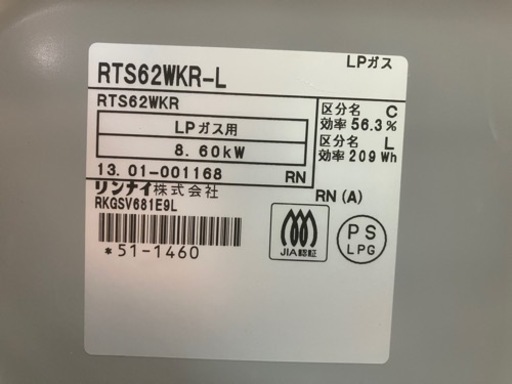 LPガス
RTS62WKR-L
RTS62WKR
LPガス用
8.60kW
区分名 C
効率 56.3%
区分名 L
効率 209 Wh
13.01-001168 RN
リンナイ株式会社
RN (A)
RKGSV681E9L
*51-1460
JIA認証
PS
LPG